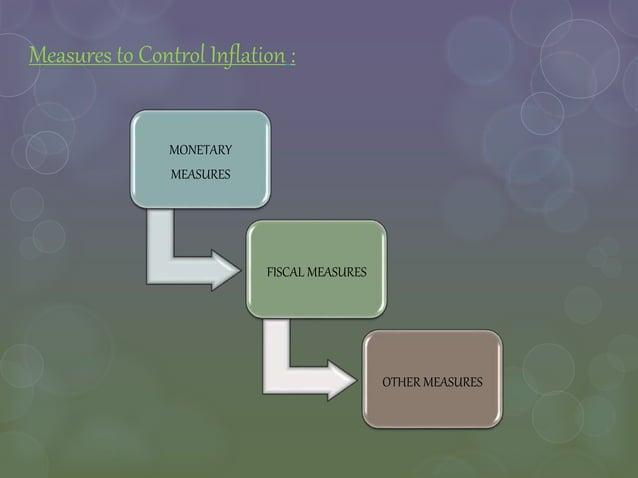 Measures to Control Inflation :
MONETARY
MEASURES
FISCAL MEASURES
OTHER MEASURES